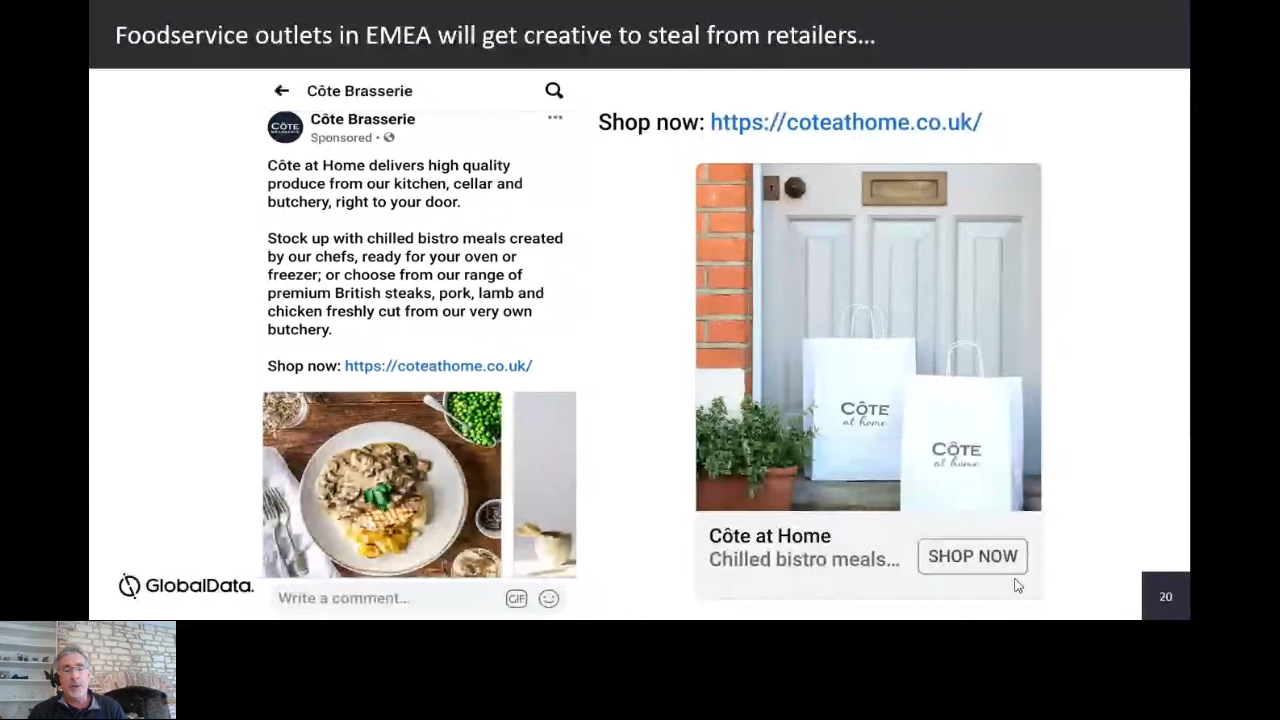 Foodservice outlets in EMEA will get creative to steal from retailers...
Côte Brasserie
CÔTE
Côte Brasserie
Sponsored •
Côte at Home delivers high quality
produce from our kitchen, cellar and
butchery, right to your door.
Stock up with chilled bistro meals created
by our chefs, ready for your oven or
freezer; or choose from our range of
premium British steaks, pork, lamb and
chicken freshly cut from our very own
butchery.
Shop now: https://coteathome.co.uk/
Write a comment...
GIF
Shop now: https://coteathome.co.uk/
CÔTE
at home
CÔTE
at home
Côte at Home
Chilled bistro meals...
SHOP NOW
GlobalData.
20